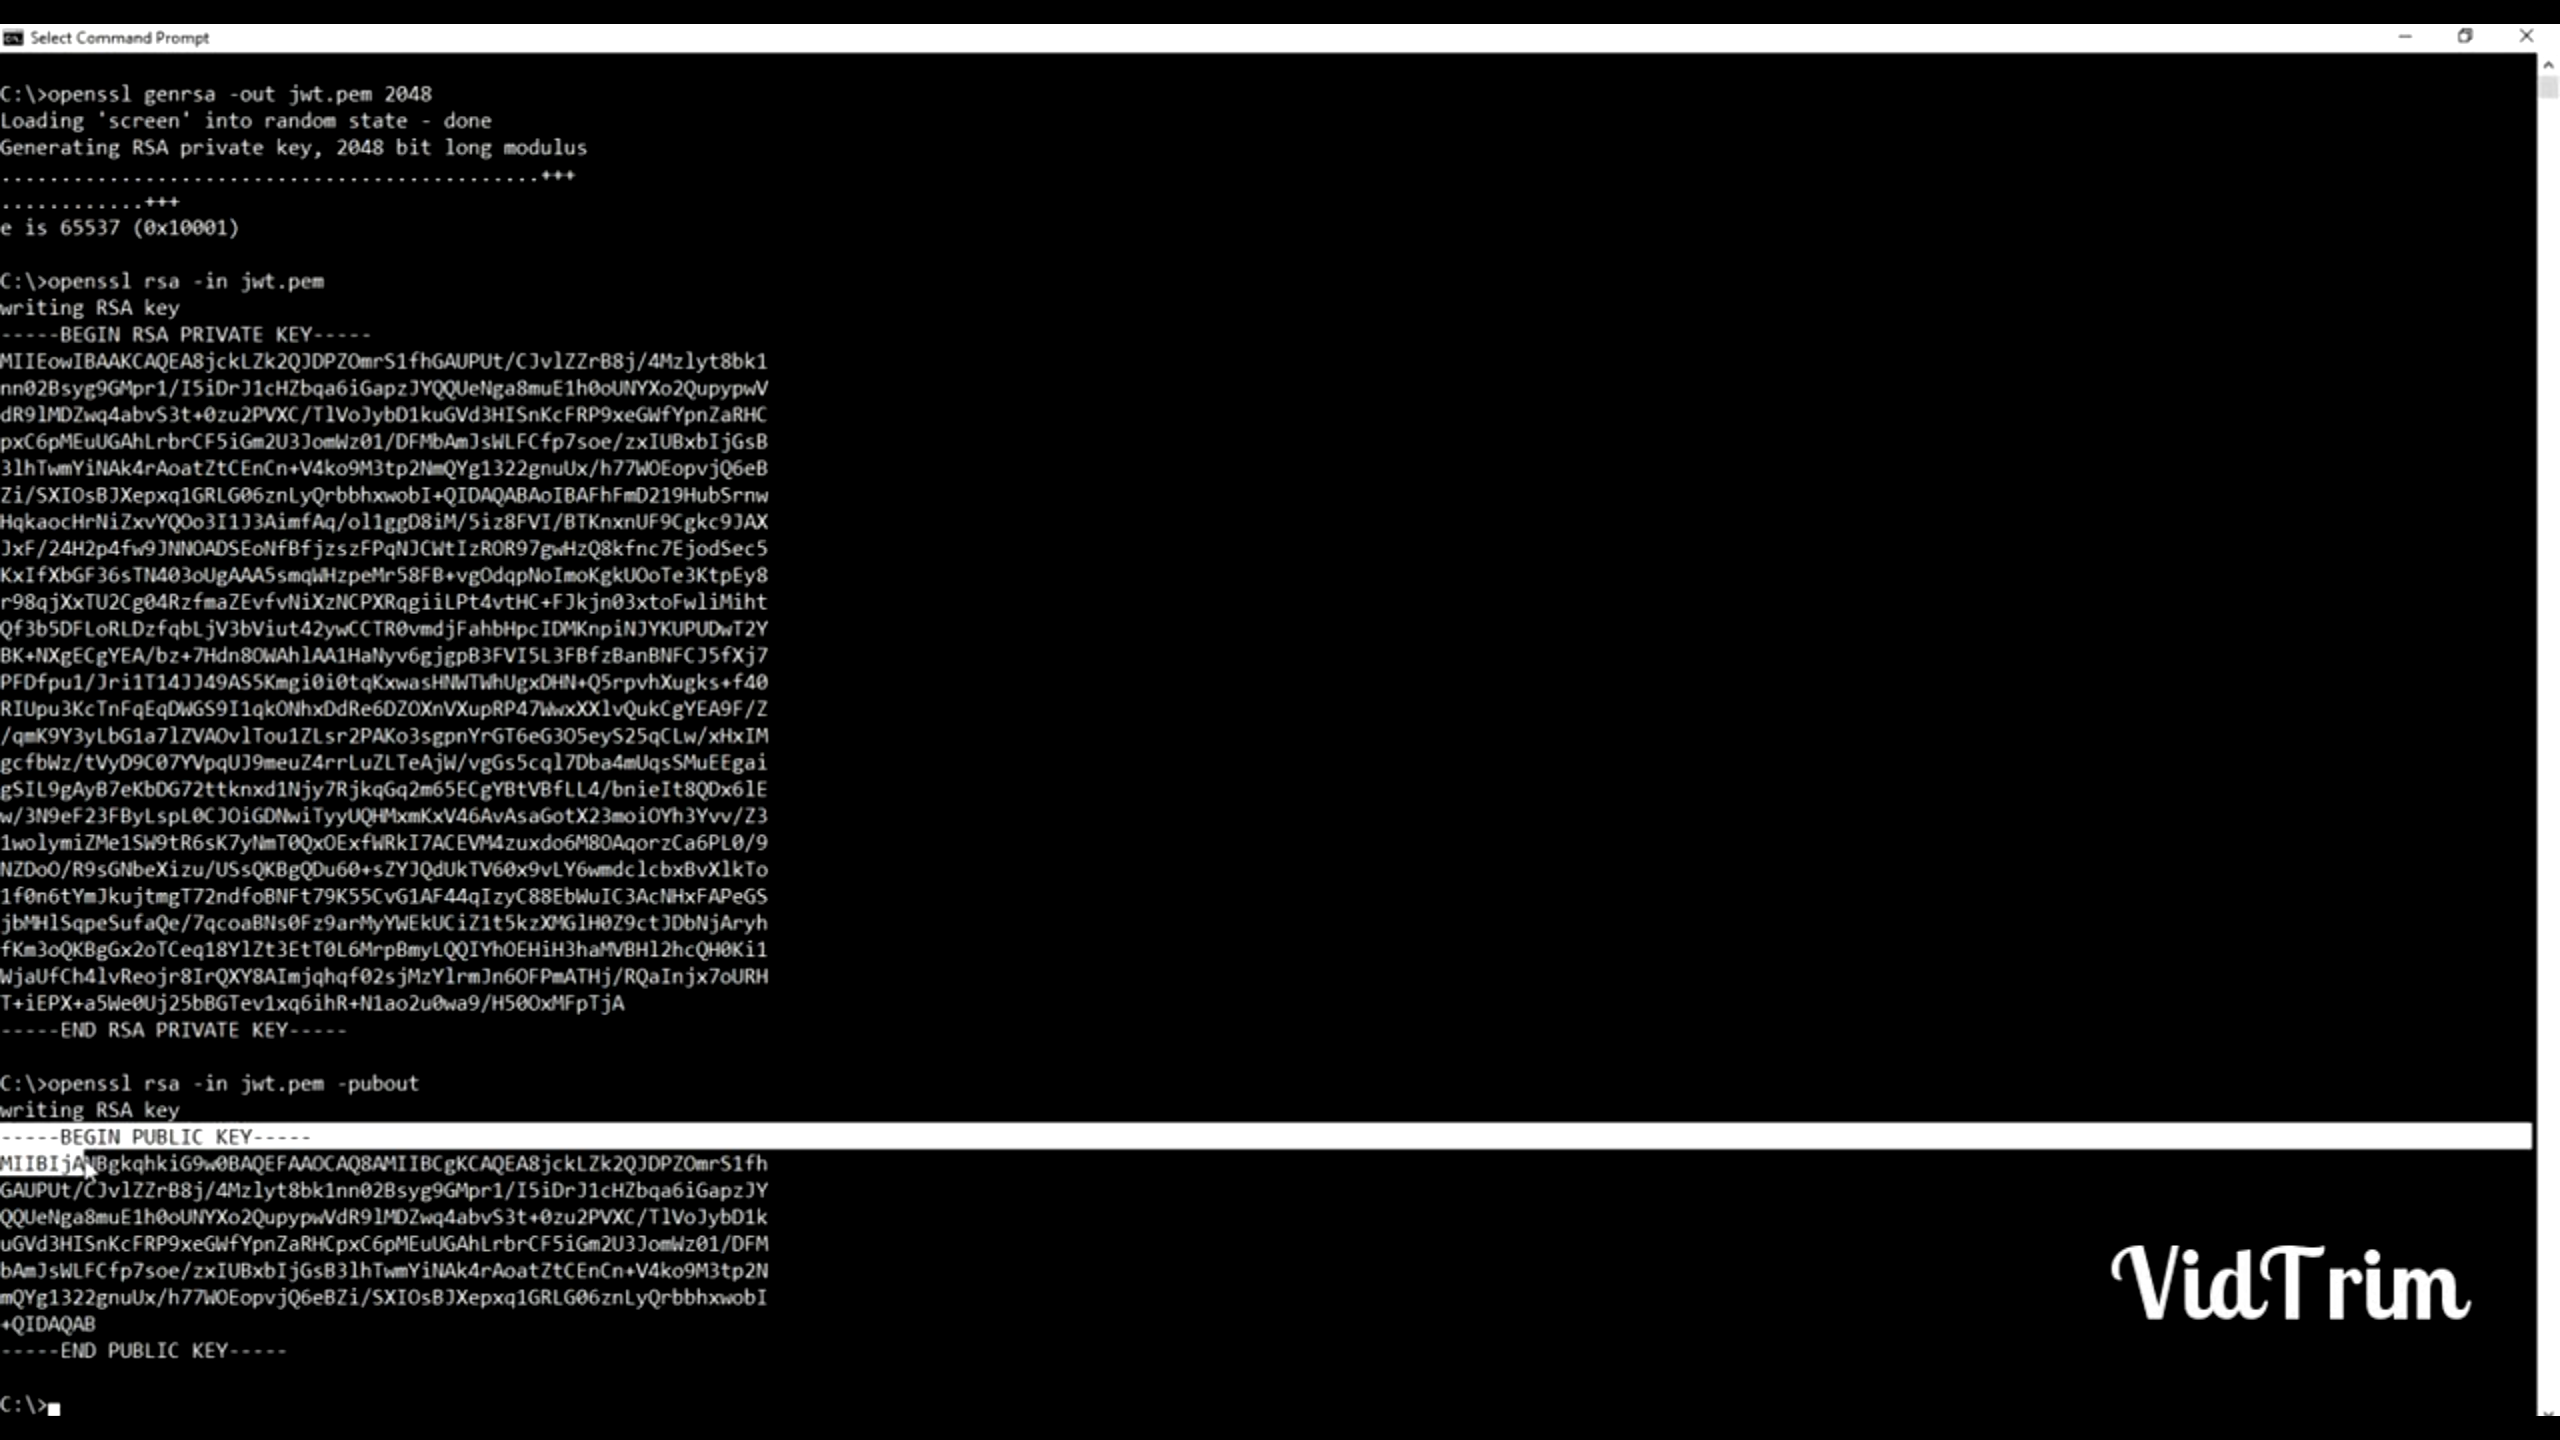 Select Command Prompt
C:\>openssl genrsa -out jwt.pem 2048
Loading 'screen' into random state - done
Generating RSA private key, 2048 bit long modulus
.............................................+++
............+++
e is 65537 (0x10001)
C:\>openssl rsa -in jwt.pem
writing RSA key
-----BEGIN RSA PRIVATE KEY-----
MIIEowIBAAKCAQEA8jckLZk2QJDPZOmrS1fhGAUPUt/CJvlZZrB8j/4Mzlyt8bk1
nn02Bsyg9GMpr1/I5iDrJ1cHZbqa6iGapzJYQQUeNga8muE1h0oUNYXo2QupypwV
dR9lMDZwq4abvS3t+0zu2PVXC/TlVoJybD1kuGVd3HISnKcFRP9xeGWfYpnZaRHC
pxC6pMEuUGAhLrbrCF5iGm2U3JomWz01/DFMbAmJsWLFCfp7soe/zxIUBxbIjGsB
3lhTwmYiNAk4rAoatZtCEnCn+V4ko9M3tp2NmQYg1322gnuUx/h77WOEopvjQ6eB
Zi/SXIOsBJXepxq1GRLG06znLyQrbbhxwobI+QIDAQABAoIBAFhFmD219HubSrnw
HqkaocHrNiZxvYQOo3I1J3AimfAq/ol1ggD8iM/5iz8FVI/BTKnxnUF9Cgkc9JAX
JxF/24H2p4fw9JNNOADSEoNfBfjzszFPqNJCWtIzROR97gwHzQ8kfnc7EjodSec5
KxIfXbGF36sTN403oUgAAA5smqWHzpeMr58FB+vgOdqpNoImoKgkUOoTe3KtpEy8
r98qjXxTU2Cg04RzfmaZEvfvNiXzNCPXRqgiiLPt4vtHC+FJkjn03xtoFwliMiht
Qf3b5DFLoRLDzfqbLjV3bViut42ywCCTR0vmdjFahbHpcIDMKnpiNJYKUPUDwT2Y
BK+NXgECgYEA/bz+7Hdn8OWAhlAA1HaNyv6gjgpB3FVI5L3FBfzBanBNFCJ5fXj7
PFDfpu1/Jri1T14JJ49AS5Kmgi0i0tqKxwasHNWTWhUgxDHN+Q5rpvhXugks+f40
RIUpu3KcTnFqEqDWGS9I1qkONhxDdRe6DZOXnVXupRP47WwxXXlvQukCgYEA9F/Z
/qmK9Y3yLbG1a7lZVAOvlTou1ZLsr2PAKo3sgpnYrGT6eG3O5eyS25qCLw/xHxIM
gcfbWz/tVyD9C07YVpqUJ9meuZ4rrLuZLTeAjW/vgGs5cql7Dba4mUqsSMuEEgai
gSIL9gAyB7eKbDG72ttknxd1Njy7RjkqGq2m65ECgYBtVBfLL4/bnieIt8QDx6lE
w/3N9eF23FByLspL0CJOiGDNwiTyyUQHMxmKxV46AvAsaGotX23moiOYh3Yvv/Z3
1wolymiZMe1SW9tR6sK7yNmT0QxOExfWRkI7ACEVM4zuxdo6M8OAqorzCa6PL0/9
NZDoO/R9sGNbeXizu/USsQKBgQDu60+sZYJQdUkTV60x9vLY6wmdclcbxBvXlkTo
1f0n6tYmJkujtmgT72ndfoBNFt79K55CvG1AF44qIzyC88EbWuIC3AcNHxFAPeGS
jbMHlSqpeSufaQe/7qcoaBNs0Fz9arMyYWEkUCiZ1t5kzXMGlH0Z9ctJDbNjAryh
fKm3oQKBgGx2oTCeq18YlZt3EtT0L6MrpBmyLQQIYhOEHiH3haMVBHl2hcQH0Ki1
WjaUfCh4lvReojr8IrQXY8AImjqhqf02sjMzYlrmJn6OFPmATHj/RQaInjx7oURH
T+iEPX+a5We0Uj25bBGTev1xq6ihR+N1ao2u0wa9/H50OxMFpTjA
-----END RSA PRIVATE KEY-----
C:\>openssl rsa -in jwt.pem -pubout
writing RSA key
-----BEGIN PUBLIC KEY-----
MIIBIjANBgkqhkiG9w0BAQEFAAOCAQ8AMIIBCgKCAQEA8jckLZk2QJDPZOmrS1fh
GAUPUt/CJvlZZrB8j/4Mzlyt8bk1nn02Bsyg9GMpr1/I5iDrJ1cHZbqa6iGapzJY
QQUeNga8muE1h0oUNYXo2QupypwVdR9lMDZwq4abvS3t+0zu2PVXC/TlVoJybD1k
uGVd3HISnKcFRP9xeGWfYpnZaRHCpxC6pMEuUGAhLrbrCF5iGm2U3JomWz01/DFM
bAmJsWLFCfp7soe/zxIUBxbIjGsB3lhTwmYiNAk4rAoatZtCEnCn+V4ko9M3tp2N
mQYg1322gnuUx/h77WOEopvjQ6eBZi/SXIOsBJXepxq1GRLG06znLyQrbbhxwobI
+QIDAQAB
-----END PUBLIC KEY-----
C:\>
VidTrim